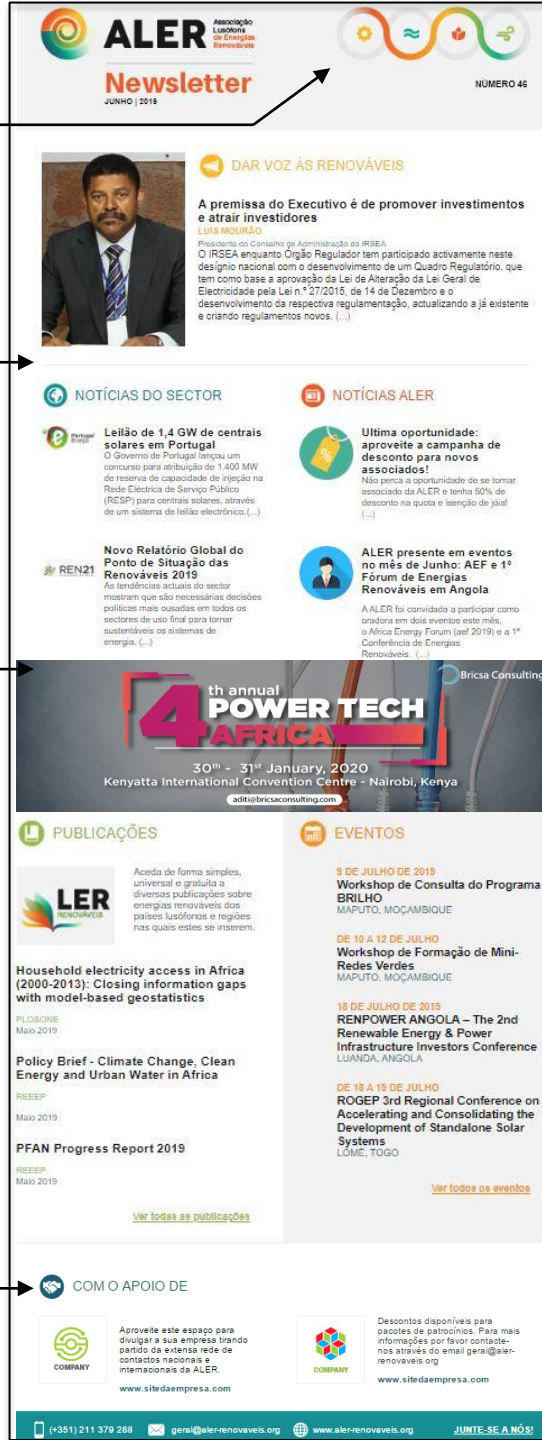 ALER
Associação
Lusófona
de Energias
Renováveis
Newsletter
JUNHO | 2019
NÚMERO 46
DAR VOZ ÀS RENOVÁVEIS
A premissa do Executivo é de promover investimentos
e atrair investidores
LUÍS MOURÃO
Presidente do Conselho de Administração do IRSEA
O IRSEA enquanto Órgão Regulador tem participado activamente neste
desígnio nacional com o desenvolvimento de um Quadro Regulatório, que
tem como base a aprovação da Lei de Alteração da Lei Geral de
Electricidade pela Lei n.º 27/2015, de 14 de Dezembro e o
desenvolvimento da respectiva regulamentação, actualizando a já existente
e criando regulamentos novos. (...)
NOTÍCIAS DO SECTOR
Portugal
Energia
Leilão de 1,4 GW de centrais
solares em Portugal
O Governo de Portugal lançou um
concurso para atribuição de 1.400 MW
de reserva de capacidade de injeção na
Rede Eléctrica de Serviço Público
(RESP) para centrais solares, através
de um sistema de leilão electrónico.(...)
REN21
Novo Relatório Global do
Ponto de Situação das
Renováveis 2019
As tendências actuais do sector
mostram que são necessárias decisões
políticas mais ousadas em todos os
sectores de uso final para tornar
sustentáveis os sistemas de
energia. (...)
NOTÍCIAS ALER
%
Ultima oportunidade:
aproveite a campanha de
desconto para novos
associados!
Não perca a oportunidade de se tornar
associado da ALER e tenha 50% de
desconto na quota e isenção de jóia!
(...)
ALER presente em eventos
no mês de Junho: AEF e 1º
Fórum de Energias
Renováveis em Angola
A ALER foi convidada a participar como
oradora em dois eventos este mês,
o Africa Energy Forum (aef 2019) e a 1ª
Conferência de Energias
Renováveis. (...)
Bricsa Consulting
4th annual
POWER TECH
AFRICA
30th - 31st January, 2020
Kenyatta International Convention Centre - Nairobi, Kenya
aditi@bricsaconsulting.com
PUBLICAÇÕES
LER
RENOVÁVEIS
Aceda de forma simples,
universal e gratuita a
diversas publicações sobre
energias renováveis dos
países lusófonos e regiões
nas quais estes se inserem.
Household electricity access in Africa
(2000-2013): Closing information gaps
with model-based geostatistics
PLOSONE
Maio 2019
Policy Brief - Climate Change, Clean
Energy and Urban Water in Africa
REEEP
Maio 2019
PFAN Progress Report 2019
REEEP
Maio 2019
Ver todas as publicações
EVENTOS
5 DE JULHO DE 2019
Workshop de Consulta do Programa
BRILHO
MAPUTO, MOÇAMBIQUE
DE 10 A 12 DE JULHO
Workshop de Formação de Mini-
Redes Verdes
MAPUTO, MOÇAMBIQUE
18 DE JULHO DE 2019
RENPOWER ANGOLA – The 2nd
Renewable Energy & Power
Infrastructure Investors Conference
LUANDA, ANGOLA
DE 18 A 15 DE JULHO
ROGEP 3rd Regional Conference on
Accelerating and Consolidating the
Development of Standalone Solar
Systems
LOMÉ, TOGO
Ver todos os eventos
COM O APOIO DE
COMPANY
Aproveite este espaço para
divulgar a sua empresa tirando
partido da extensa rede de
contactos nacionais e
internacionais da ALER.
www.sitedaempresa.com
COMPANY
Descontos disponíveis para
pacotes de patrocínios. Para mais
informações por favor contacte-
nos através do email geral@aler-
renovaveis.org
www.sitedaempresa.com
(+351) 211 379 288
geral@aler-renovaveis.org
www.aler-renovaveis.org
JUNTE-SE A NÓS!